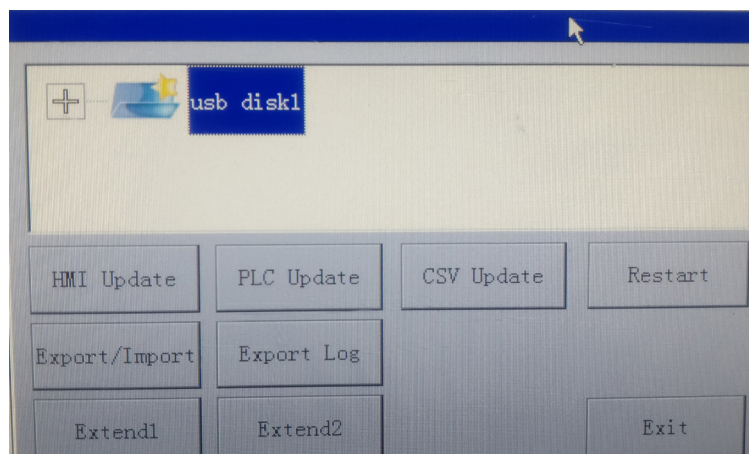 usb disk1
HMI Update PLC Update CSV Update Restart
Export/Import Export Log
Extend1 Extend2 Exit